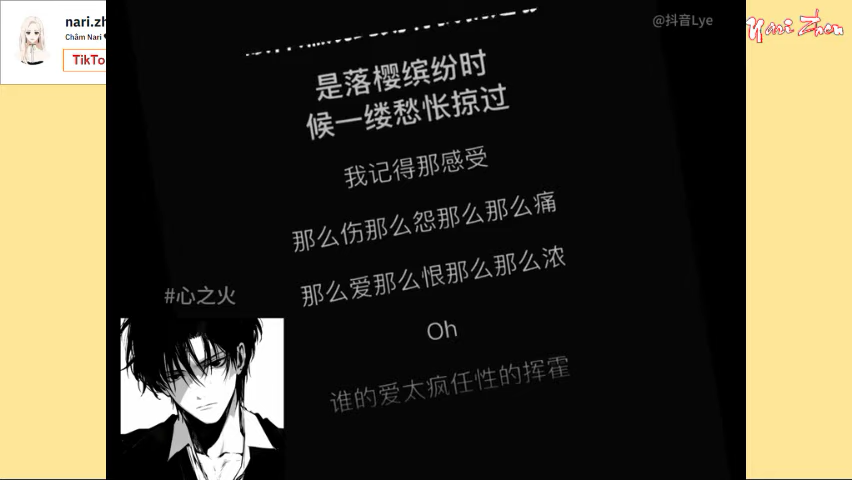 nari.zh
Châm Nari
TikTo
@抖音Lye
Nari Zhen
是落樱缤纷时
候一缕愁怅掠过
我记得那感受
那么伤那么怨那么那么痛
那么爱那么恨那么那么浓
#心之火
Oh
谁的爱太疯任性的挥霍